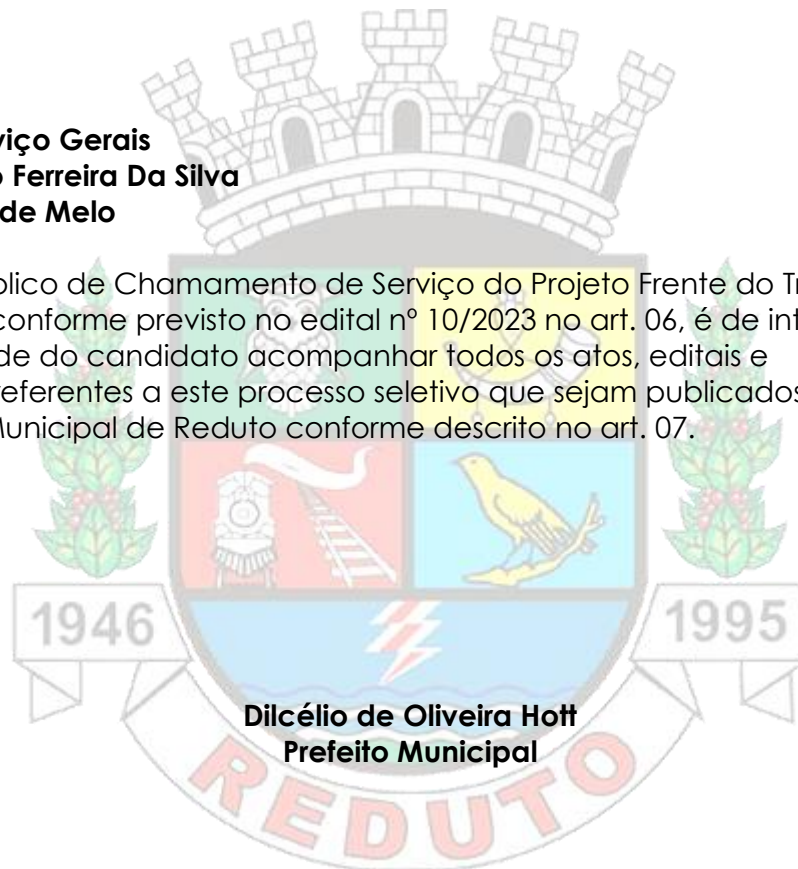 viço Gerais
o Ferreira Da Silva
de Melo
blico de Chamamento de Serviço do Projeto Frente do Tr
conforme previsto no edital nº 10/2023 no art. 06, é de int
de do candidato acompanhar todos os atos, editais e
referentes a este processo seletivo que sejam publicados
Municipal de Reduto conforme descrito no art. 07.
1946
1995
Dilcélio de Oliveira Hott
Prefeito Municipal
REDUTO